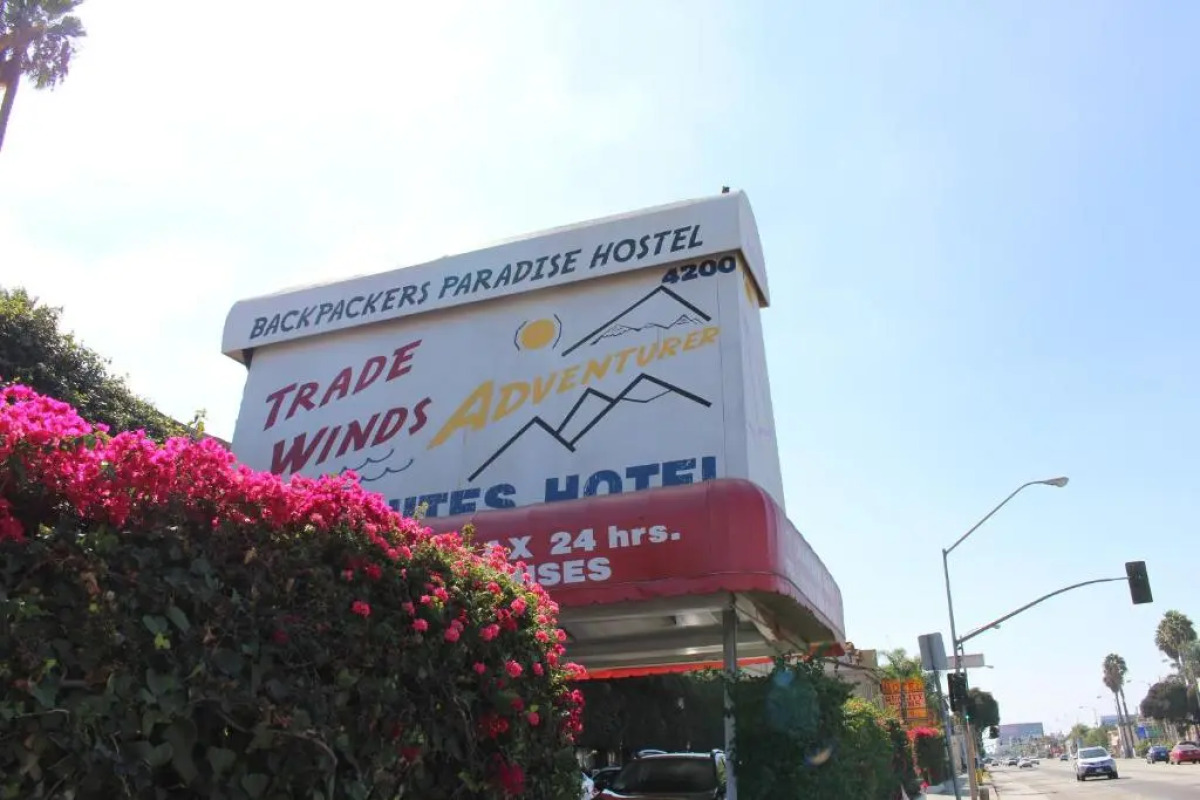 BACKPACKERS PARADISE HOSTEL
4200
TRADE
WINDS
ADVENTURER
HOTEL
24 hrs.